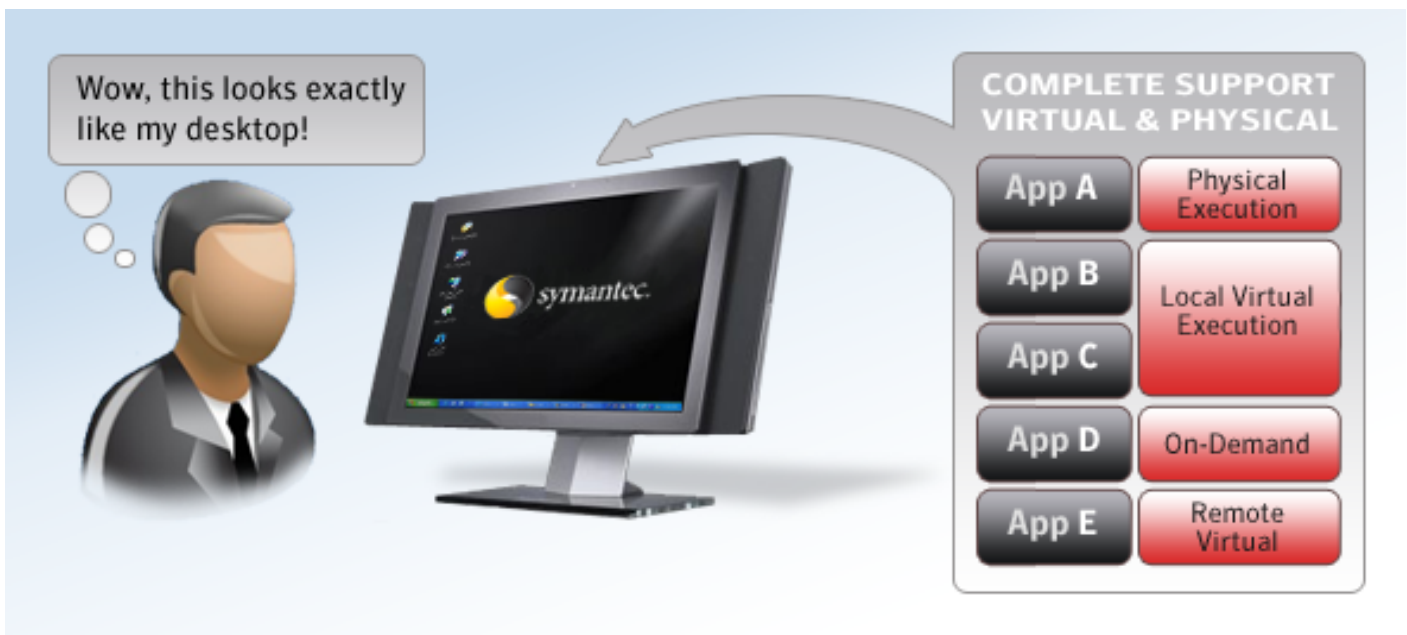 Wow, this looks exactly
like my desktop!
symantec.
COMPLETE SUPPORT
VIRTUAL & PHYSICAL
App A
Physical
Execution
App B
App C
Local Virtual
Execution
App D
On-Demand
App E
Remote
Virtual